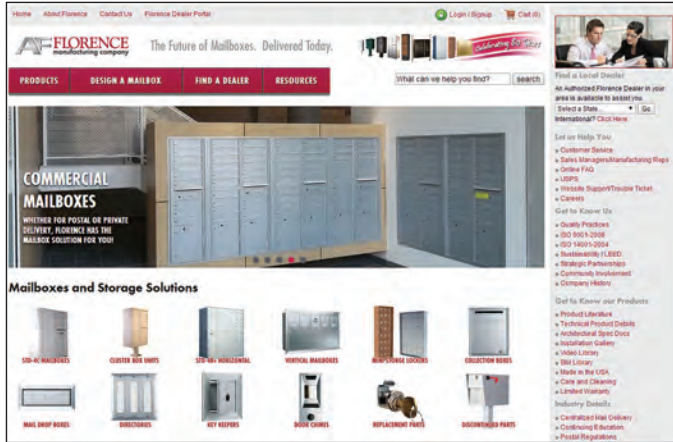 Home About Florence Contact Us Florence Dealer Portal
Login / Signup Cart (0)
AF FLORENCE
manufacturing company
The Future of Mailboxes. Delivered Today.
PRODUCTS DESIGN A MAILBOX FIND A DEALER RESOURCES
What can we help you find? search
COMMERCIAL
MAILBOXES
WHETHER FOR POSTAL OR PRIVATE
DELIVERY, FLORENCE HAS THE
MAILBOX SOLUTION FOR YOU!
Mailboxes and Storage Solutions
STD-4C MAILBOXES CLUSTER BOX UNITS STD-4B+ HORIZONTAL VERTICAL MAILBOXES MINI/STORGE LOCKERS COLLECTION BOXES
MAIL DROP BOXES DIRECTORIES KEY KEEPERS DOOR CHIMES REPLACEMENT PARTS DISCONTINUED PARTS
Find a Local Dealer
An Authorized Florence Dealer in your
area is available to assist you.
Select a State... Go
International? Click Here
Let us Help You
» Customer Service
» Sales Managers/Manufacturing Reps
» Online FAQ
» USPS
» Website Support/Trouble Ticket
» Careers
Get to Know Us
» Quality Practices
» ISO 9001-2008
» ISO 14001-2004
» Sustainability / LEED
» Strategic Partnerships
» Community Involvement
» Company History
Get to Know our Products
» Product Literature
» Technical Product Details
» Architectural Spec Docs
» Installation Gallery
» Video Library
» BIM Library
» Made in the USA
» Care and Cleaning
» Limited Warranty
Industry Details
» Centralized Mail Delivery
» Continuing Education
» Postal Regulations